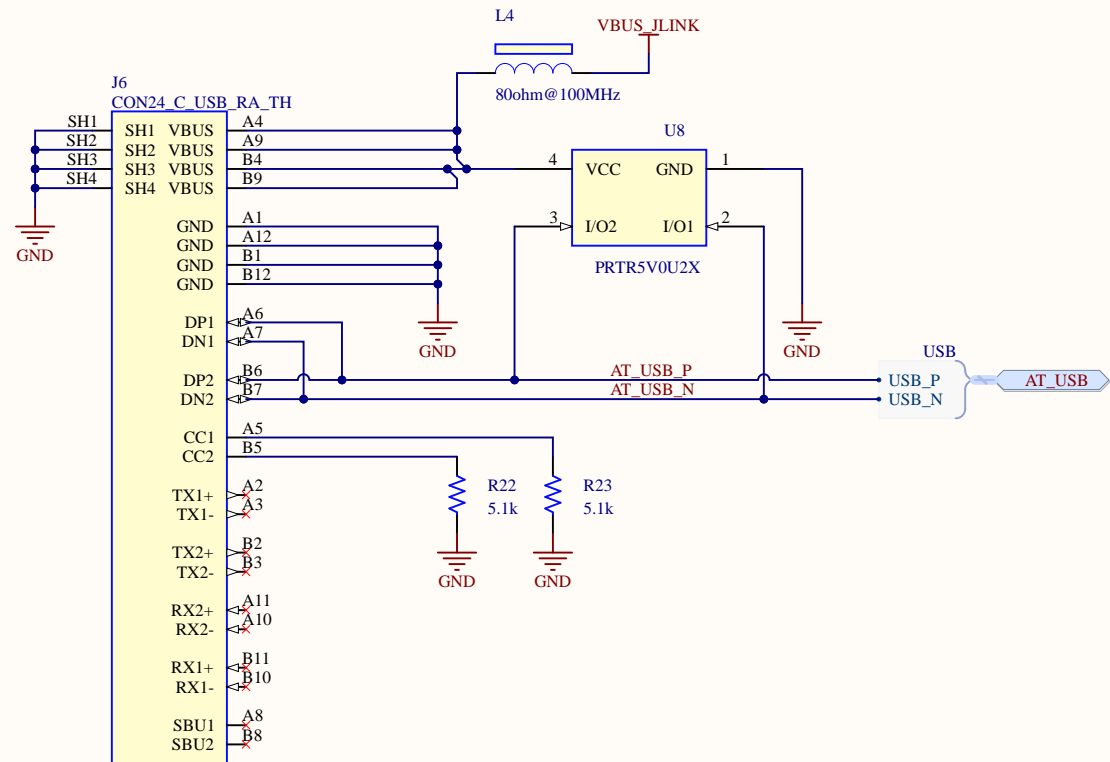 L4
VBUS_JLINK
80ohm@100MHz
J6
CON24_C_USB_RA_TH
SH1 SH1 VBUS A4
SH2 SH2 VBUS A9
SH3 SH3 VBUS B4
SH4 SH4 VBUS B9
GND
U8
4 VCC GND 1
3 I/O2 I/O1 2
PRTR5V0U2X
GND A1
GND A12
GND B1
GND B12
GND
GND
DP1 A6
DN1 A7
DP2 B6 AT_USB_P
DN2 B7 AT_USB_N
USB
USB_P
USB_N
AT_USB
CC1 A5
CC2 B5
R22
5.1k
R23
5.1k
GND
GND
TX1+ A2
TX1- A3
TX2+ B2
TX2- B3
RX2+ A11
RX2- A10
RX1+ B11
RX1- B10
SBU1 A8
SBU2 B8